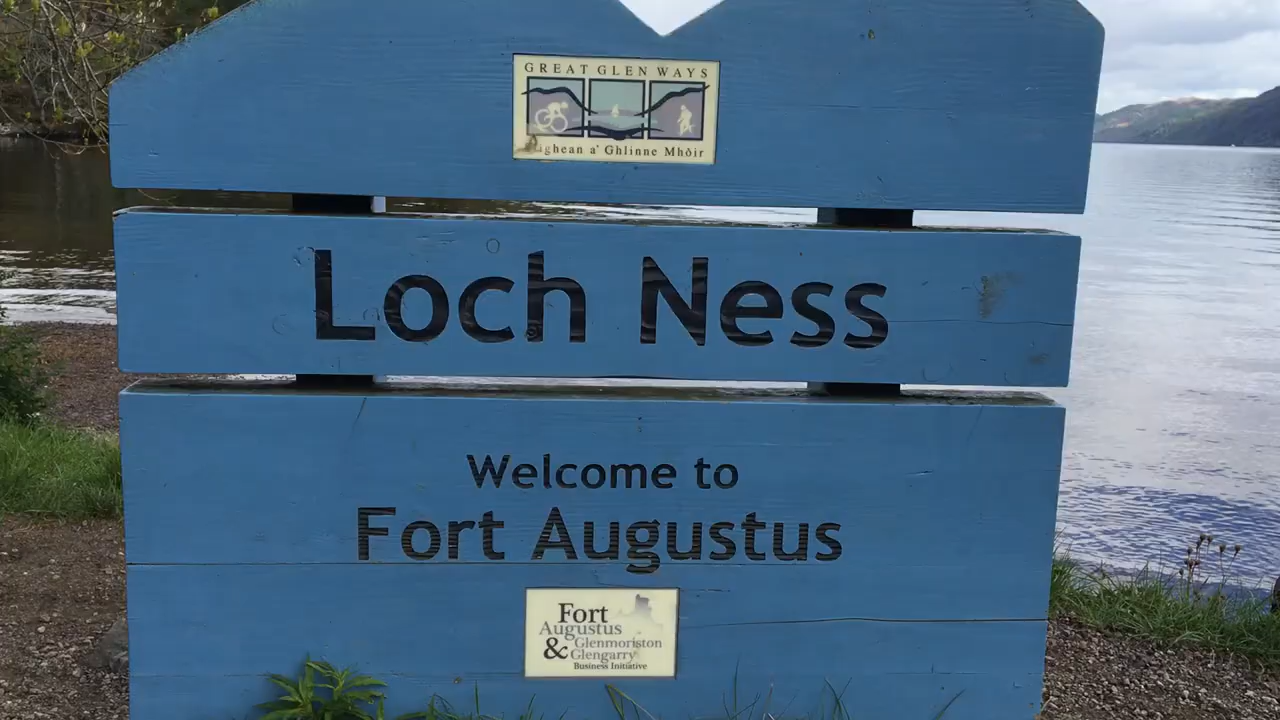 GREAT GLEN WAYS
a' Ghlinne Mhòir
Loch Ness
Welcome to
Fort Augustus
Fort
Augustus
& Glenmoriston
Glengarry
Business Initiative